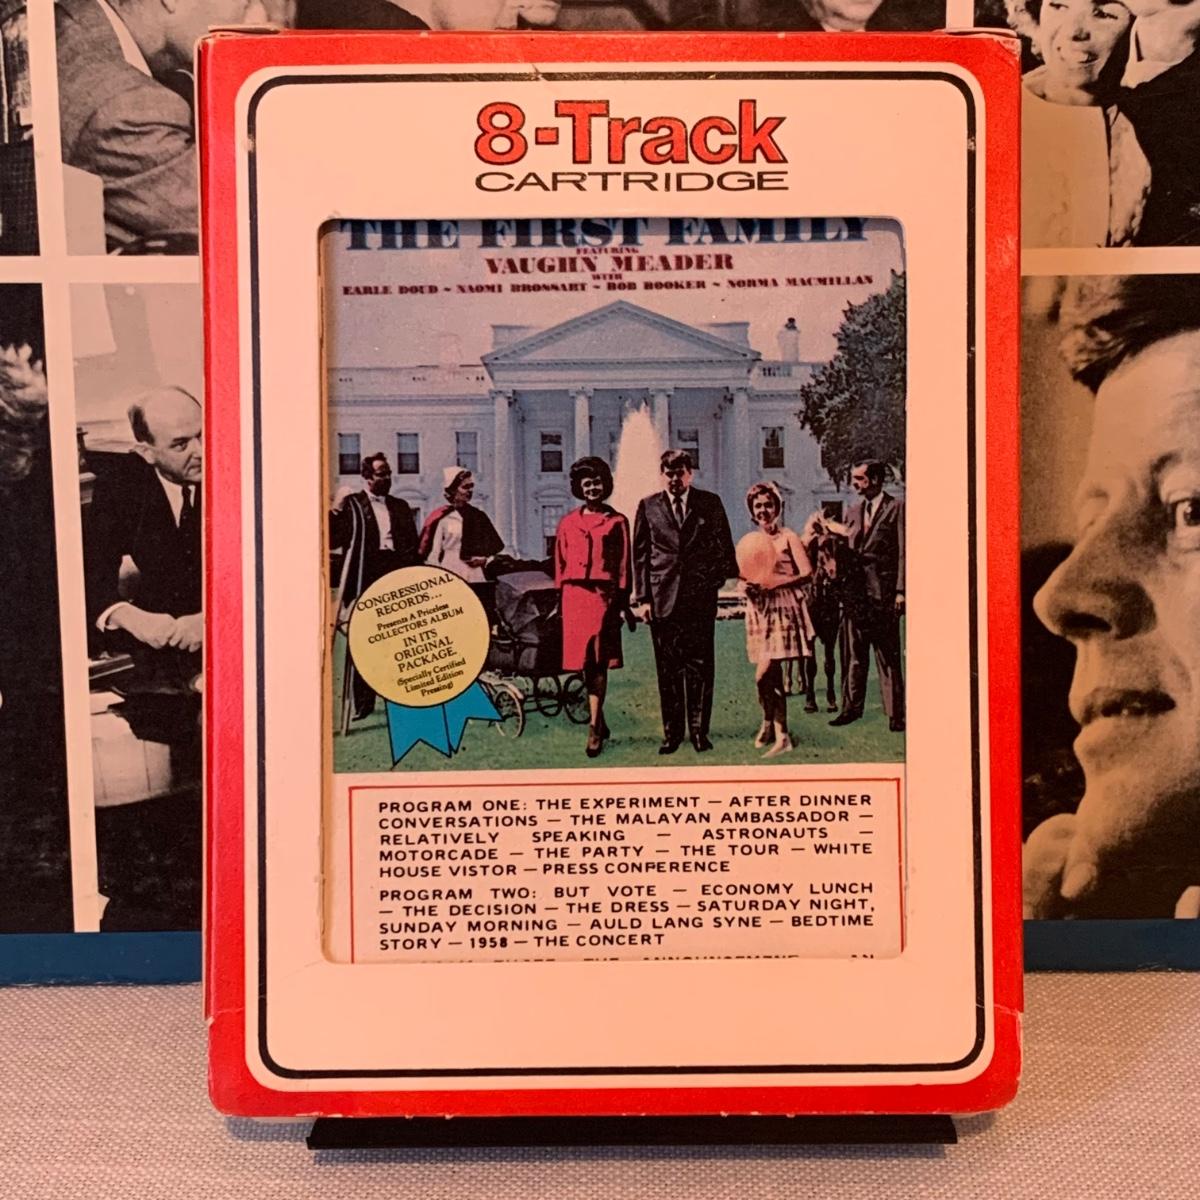 8-Track
CARTRIDGE
THE FIRST FAMILY
FEATURING
VAUGHN MEADER
WITH
EARLE DOUD ~ NAOMI BROSSART ~ BOB BOOKER ~ NORMA MACMILLAN
CONGRESSIONAL
RECORDS...
Presents A Priceless
COLLECTORS ALBUM
IN ITS
ORIGINAL
PACKAGE.
(Specially Certified
Limited Edition
Pressing)
PROGRAM ONE: THE EXPERIMENT — AFTER DINNER
CONVERSATIONS — THE MALAYAN AMBASSADOR —
RELATIVELY SPEAKING — ASTRONAUTS —
MOTORCADE — THE PARTY — THE TOUR — WHITE
HOUSE VISTOR — PRESS CONFERENCE
PROGRAM TWO: BUT VOTE — ECONOMY LUNCH
— THE DECISION — THE DRESS — SATURDAY NIGHT,
SUNDAY MORNING — AULD LANG SYNE — BEDTIME
STORY — 1958 — THE CONCERT